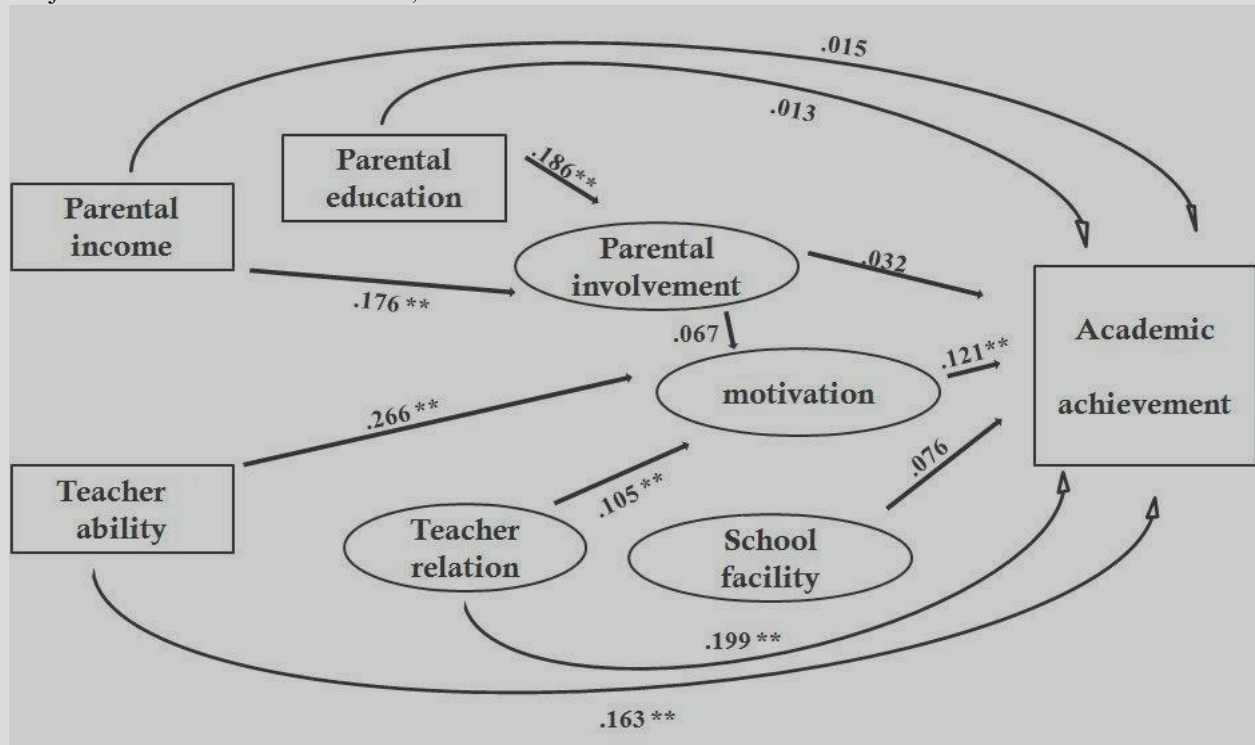 .015
.013
Parental
education
.186**
Parental
income
Parental
involvement
.032
.176**
.067
Academic
achievement
.121**
motivation
.266**
.076
Teacher
ability
.105**
Teacher
relation
School
facility
.199**
.163**